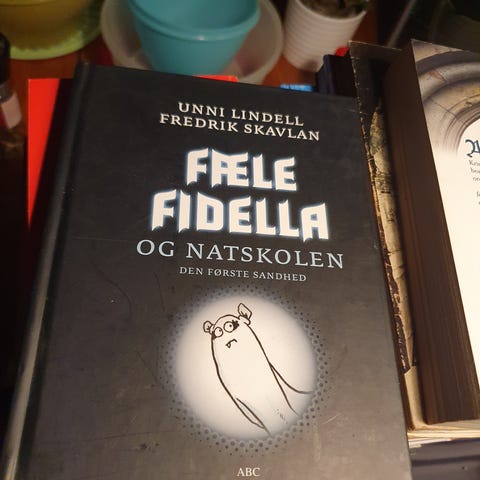 UNNI LINDELL
FREDRIK SKAVLAN
FÆLE
FIDELLA
OG NATSKOLEN
DEN FØRSTE SANDHED
ABC